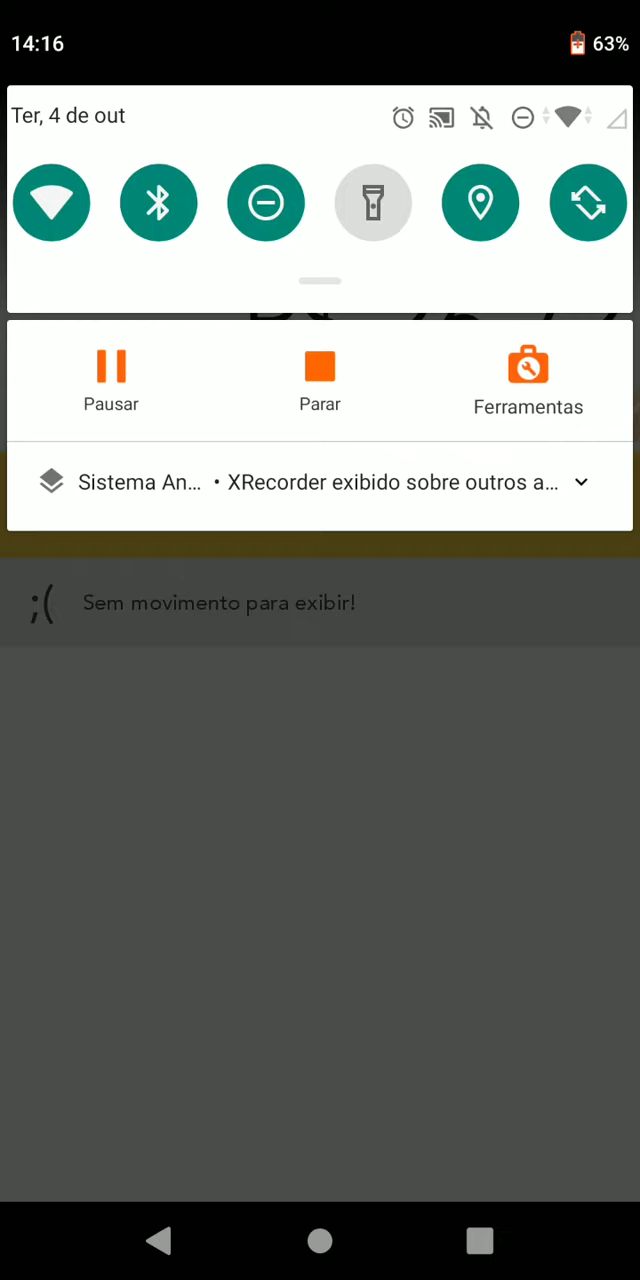 14:16 63%
Ter, 4 de out
Pausar Parar Ferramentas
Sistema An... • XRecorder exibido sobre outros a...
;( Sem movimento para exibir!